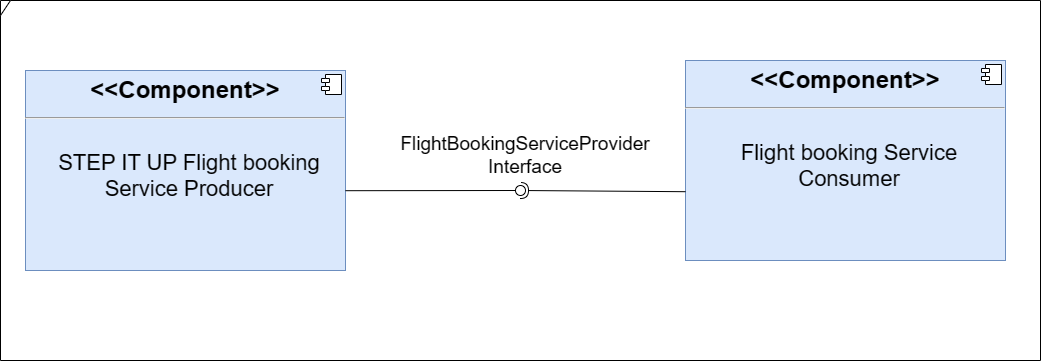 <<Component>>
STEP IT UP Flight booking
Service Producer
FlightBookingServiceProvider
Interface
<<Component>>
Flight booking Service
Consumer